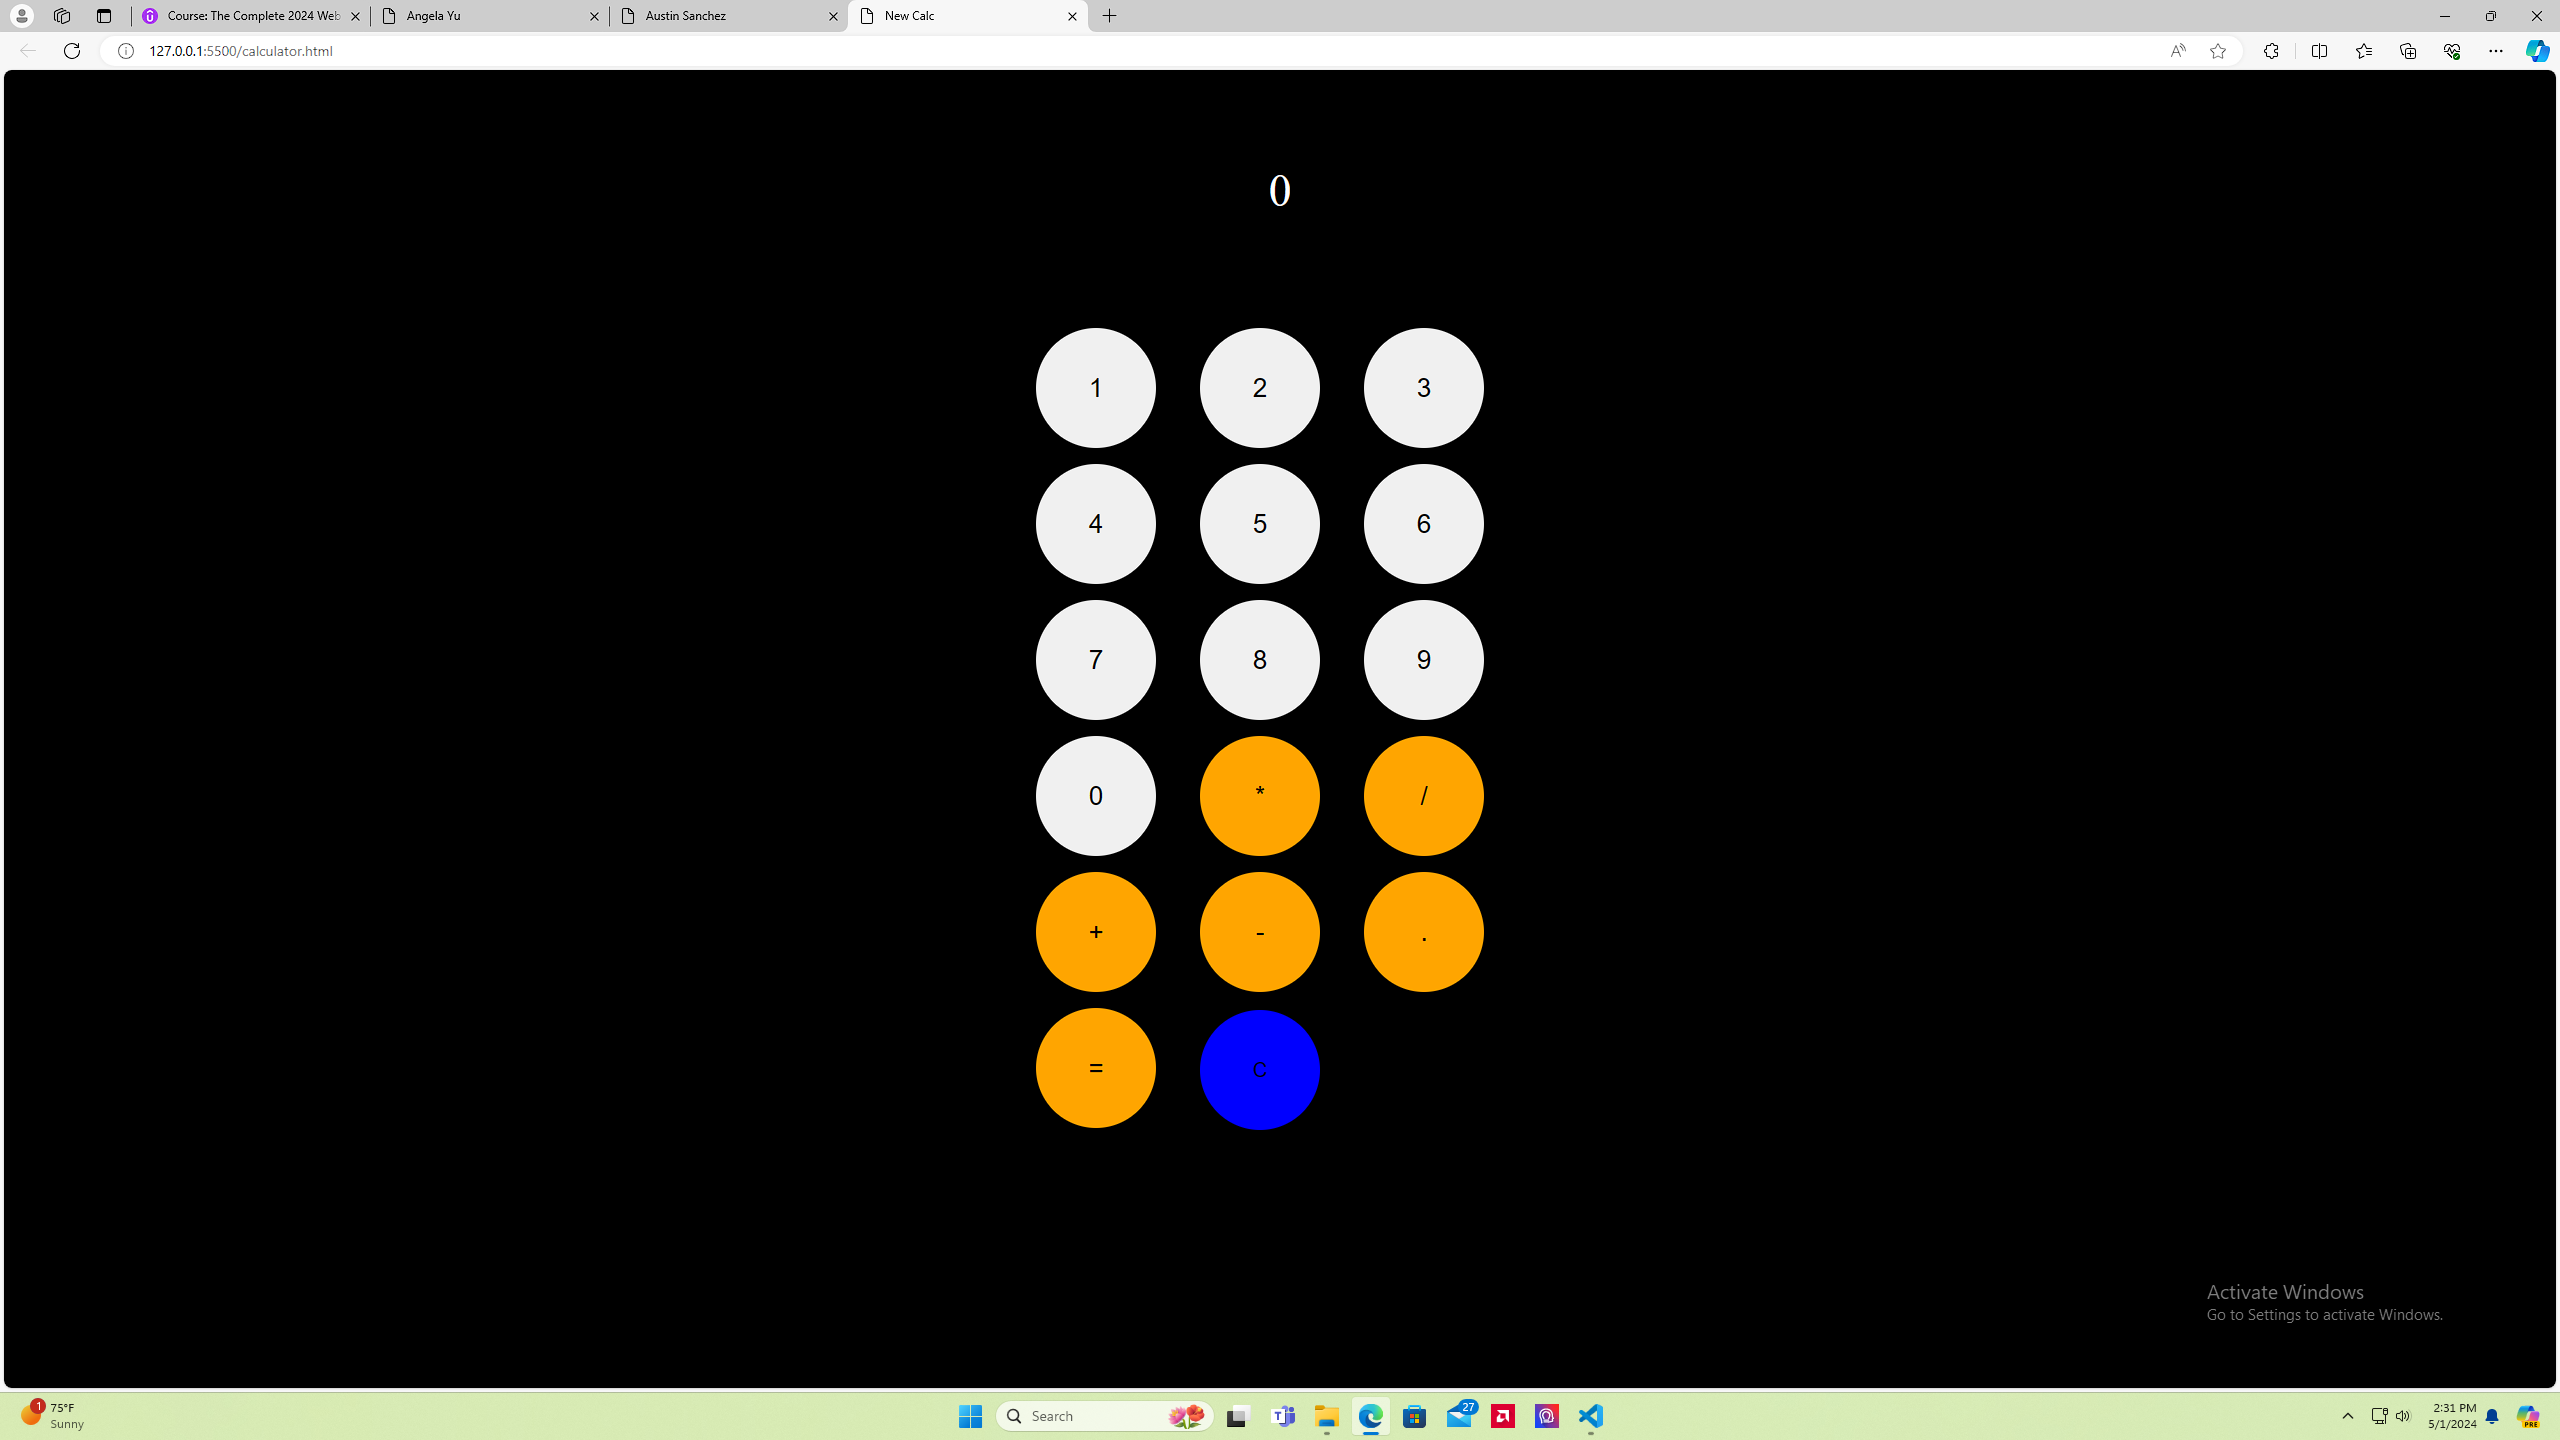 Course: The Complete 2024 Web
Angela Yu
Austin Sanchez
New Calc
127.0.0.1:5500/calculator.html
0
1 2 3
4 5 6
7 8 9
0 * /
+ - .
= c
Activate Windows
Go to Settings to activate Windows.
1
75°F
Sunny
Search
27
2:31 PM
5/1/2024
PRE